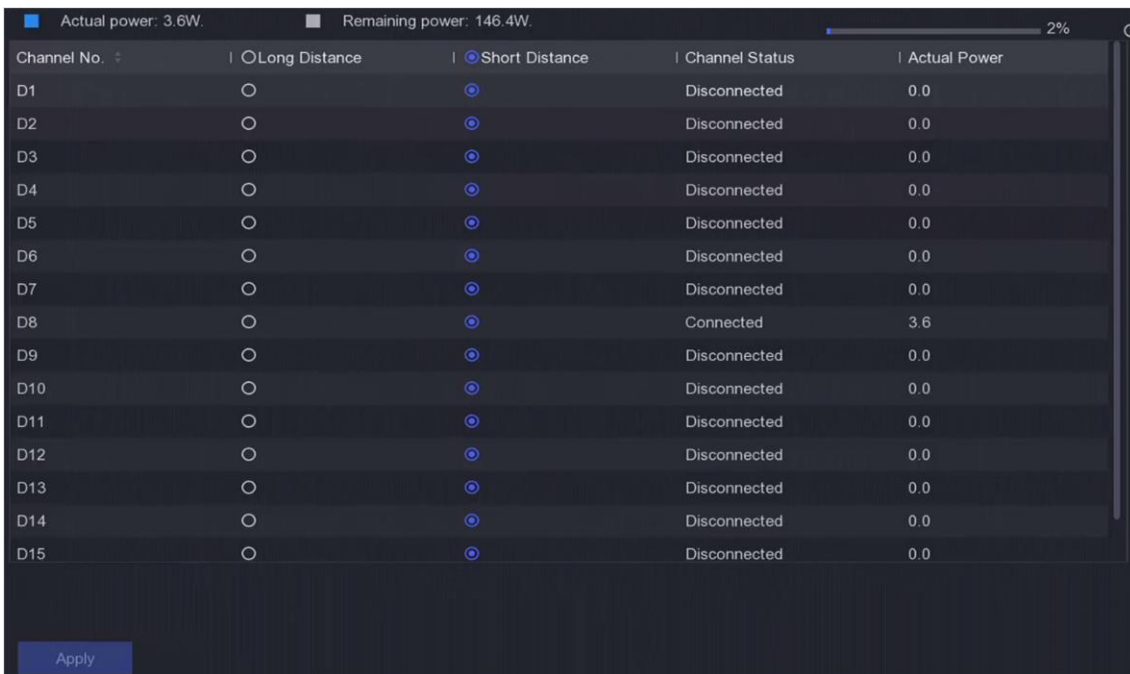 Actual power: 3.6W. Remaining power: 146.4W. 2%
Channel No. Long Distance Short Distance Channel Status Actual Power
D1 Disconnected 0.0
D2 Disconnected 0.0
D3 Disconnected 0.0
D4 Disconnected 0.0
D5 Disconnected 0.0
D6 Disconnected 0.0
D7 Disconnected 0.0
D8 Connected 3.6
D9 Disconnected 0.0
D10 Disconnected 0.0
D11 Disconnected 0.0
D12 Disconnected 0.0
D13 Disconnected 0.0
D14 Disconnected 0.0
D15 Disconnected 0.0
Apply